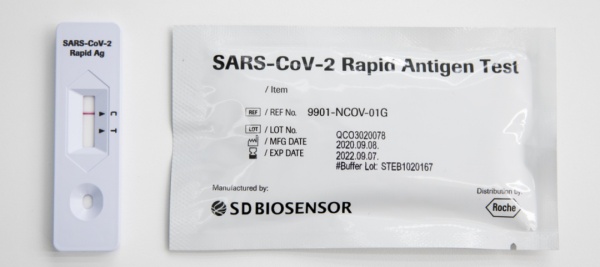 SARS-CoV-2
Rapid Ag
C
T
SARS-CoV-2 Rapid Antigen Test
/ Item
REF / REF No. 9901-NCOV-01G
LOT / LOT No. QCO3020078
/ MFG DATE 2020.09.08.
/ EXP DATE 2022.09.07.
#Buffer Lot: STEB1020167
Manufactured by:
SD BIOSENSOR
Distribution by
Roche